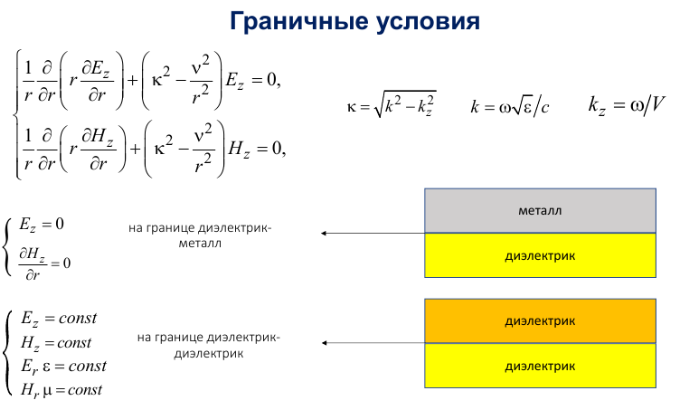 Граничные условия
{ 1/r ∂/∂r (r ∂E_z/∂r) + (κ² − ν²/r²) E_z = 0,
1/r ∂/∂r (r ∂H_z/∂r) + (κ² − ν²/r²) H_z = 0,
κ = √(k² − k_z²)
k = ω√ε/c
k_z = ω/V
{ E_z = 0
∂H_z/∂r = 0
на границе диэлектрик-
металл
металл
диэлектрик
{ E_z = const
H_z = const
E_r ε = const
H_r μ = const
на границе диэлектрик-
диэлектрик
диэлектрик
диэлектрик